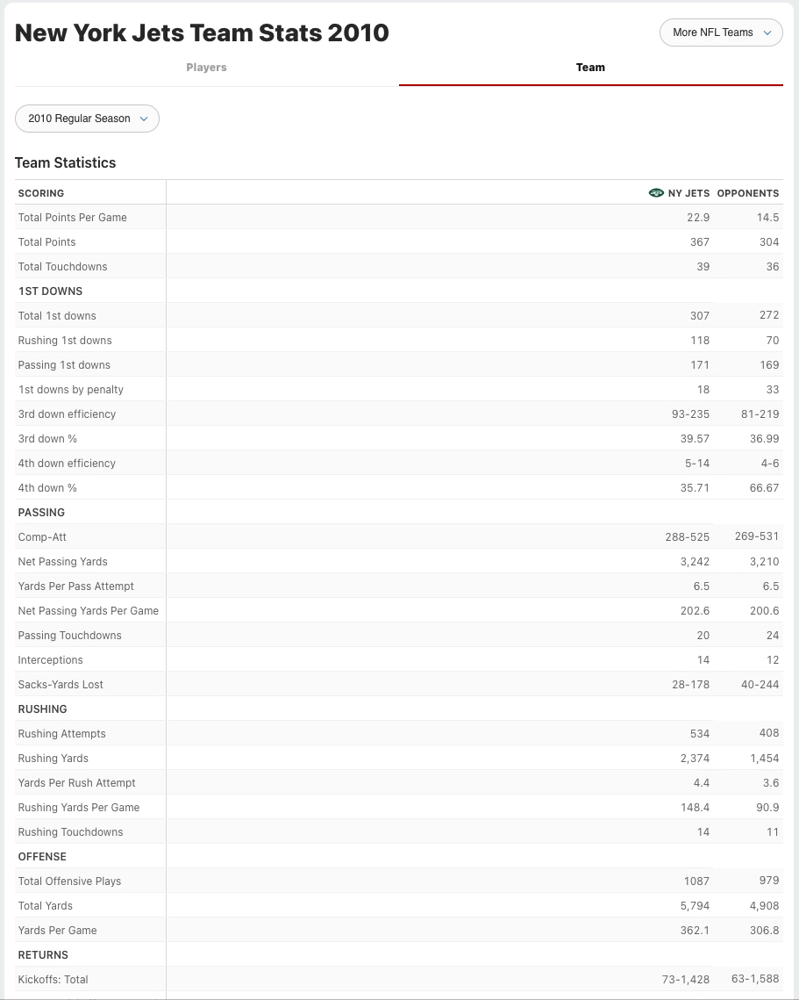 New York Jets Team Stats 2010
More NFL Teams
Players Team
2010 Regular Season
Team Statistics
SCORING NY JETS OPPONENTS
Total Points Per Game 22.9 14.5
Total Points 367 304
Total Touchdowns 39 36
1ST DOWNS
Total 1st downs 307 272
Rushing 1st downs 118 70
Passing 1st downs 171 169
1st downs by penalty 18 33
3rd down efficiency 93-235 81-219
3rd down % 39.57 36.99
4th down efficiency 5-14 4-6
4th down % 35.71 66.67
PASSING
Comp-Att 288-525 269-531
Net Passing Yards 3,242 3,210
Yards Per Pass Attempt 6.5 6.5
Net Passing Yards Per Game 202.6 200.6
Passing Touchdowns 20 24
Interceptions 14 12
Sacks-Yards Lost 28-178 40-244
RUSHING
Rushing Attempts 534 408
Rushing Yards 2,374 1,454
Yards Per Rush Attempt 4.4 3.6
Rushing Yards Per Game 148.4 90.9
Rushing Touchdowns 14 11
OFFENSE
Total Offensive Plays 1087 979
Total Yards 5,794 4,908
Yards Per Game 362.1 306.8
RETURNS
Kickoffs: Total 73-1,428 63-1,588